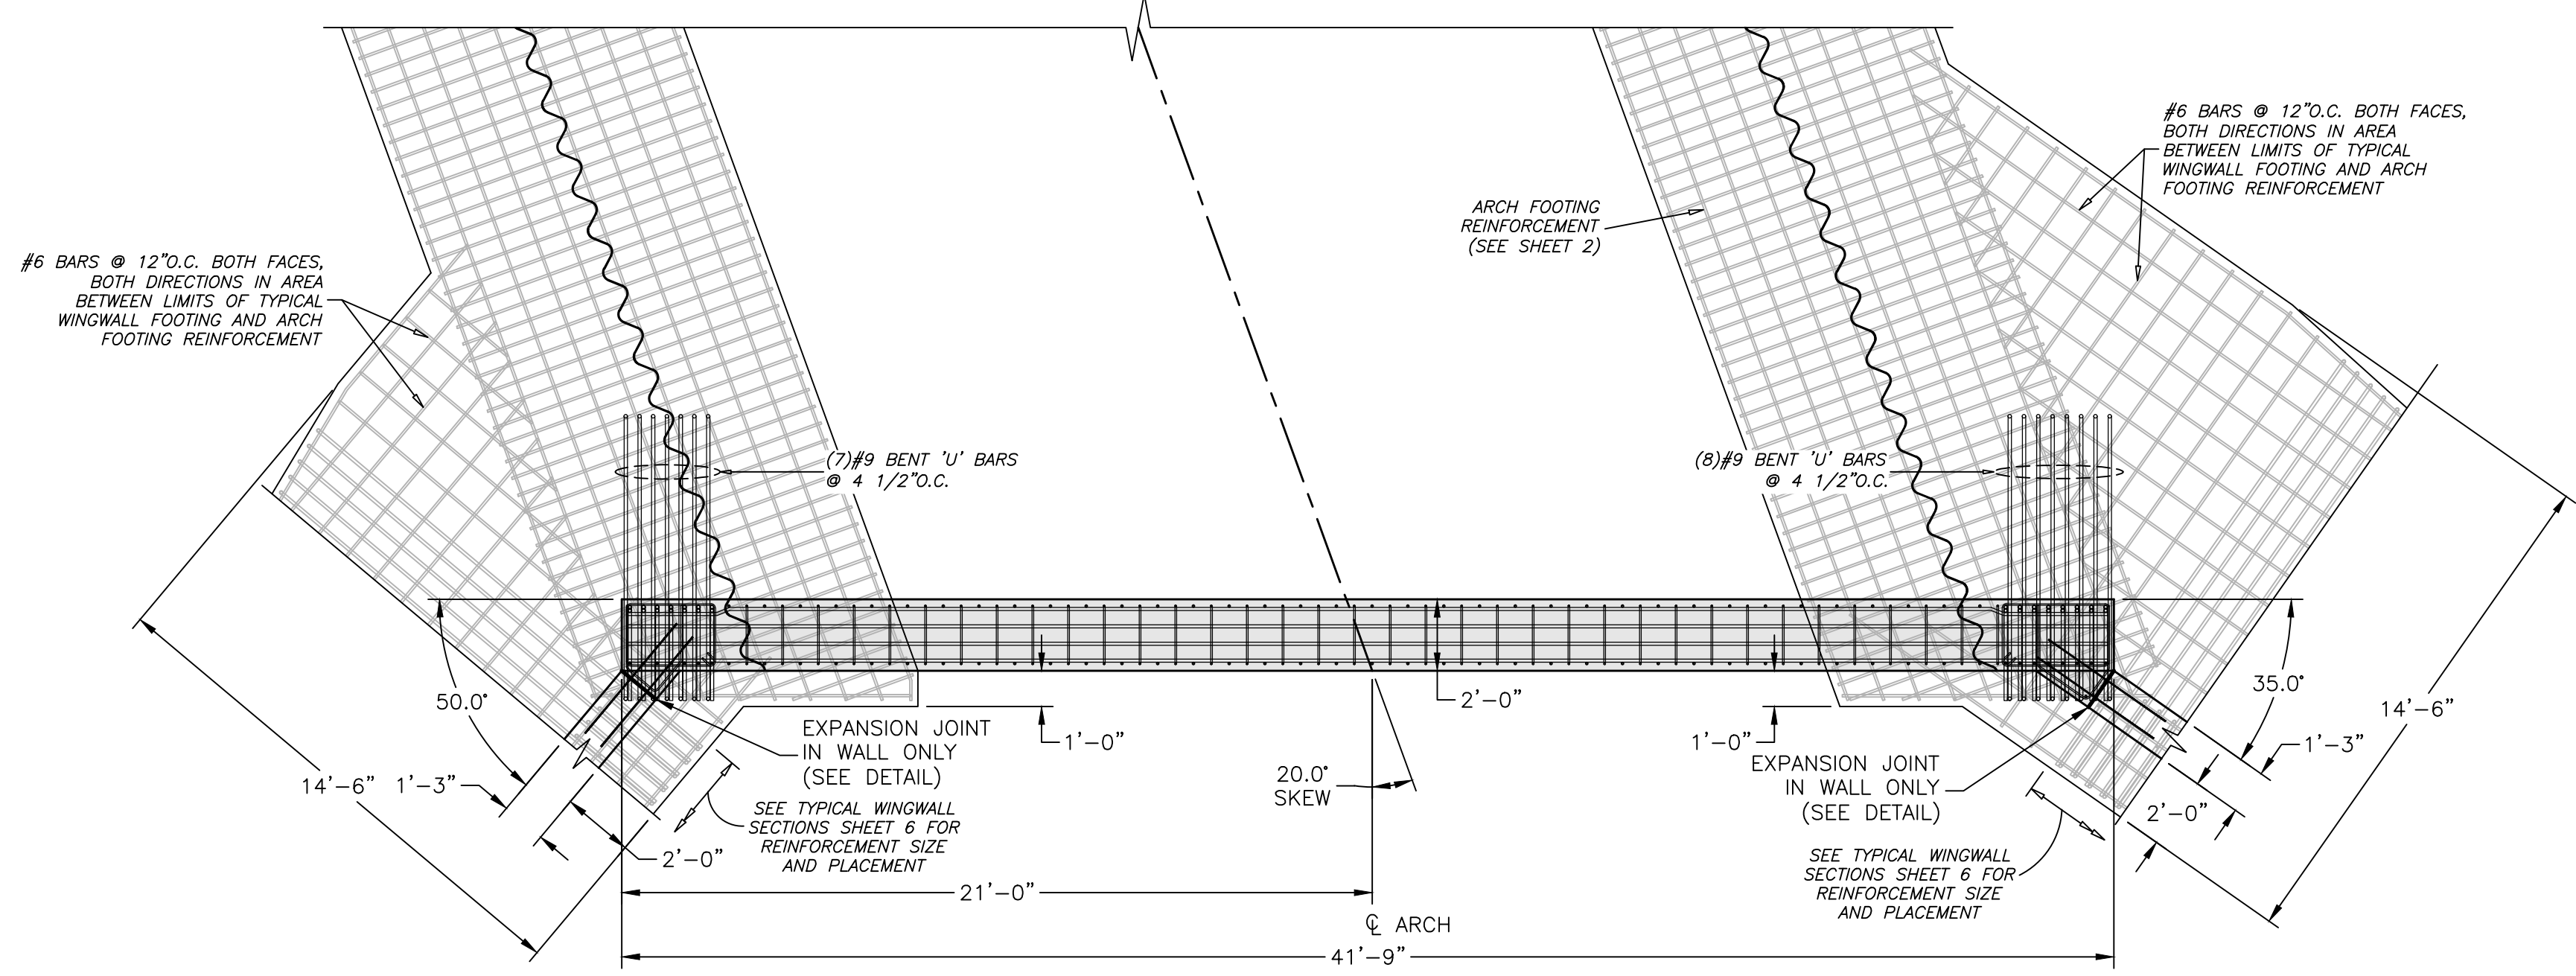 #6 BARS @ 12"O.C. BOTH FACES,
BOTH DIRECTIONS IN AREA
BETWEEN LIMITS OF TYPICAL
WINGWALL FOOTING AND ARCH
FOOTING REINFORCEMENT
ARCH FOOTING
REINFORCEMENT
(SEE SHEET 2)
#6 BARS @ 12"O.C. BOTH FACES,
BOTH DIRECTIONS IN AREA
BETWEEN LIMITS OF TYPICAL
WINGWALL FOOTING AND ARCH
FOOTING REINFORCEMENT
(7)#9 BENT 'U' BARS
@ 4 1/2"O.C.
(8)#9 BENT 'U' BARS
@ 4 1/2"O.C.
50.0°
35.0°
14'-6"
2'-0"
1'-0"
1'-0"
1'-3"
EXPANSION JOINT
IN WALL ONLY
(SEE DETAIL)
EXPANSION JOINT
IN WALL ONLY
(SEE DETAIL)
14'-6"
1'-3"
20.0°
SKEW
2'-0"
SEE TYPICAL WINGWALL
SECTIONS SHEET 6 FOR
REINFORCEMENT SIZE
AND PLACEMENT
2'-0"
SEE TYPICAL WINGWALL
SECTIONS SHEET 6 FOR
REINFORCEMENT SIZE
AND PLACEMENT
21'-0"
℄ ARCH
41'-9"